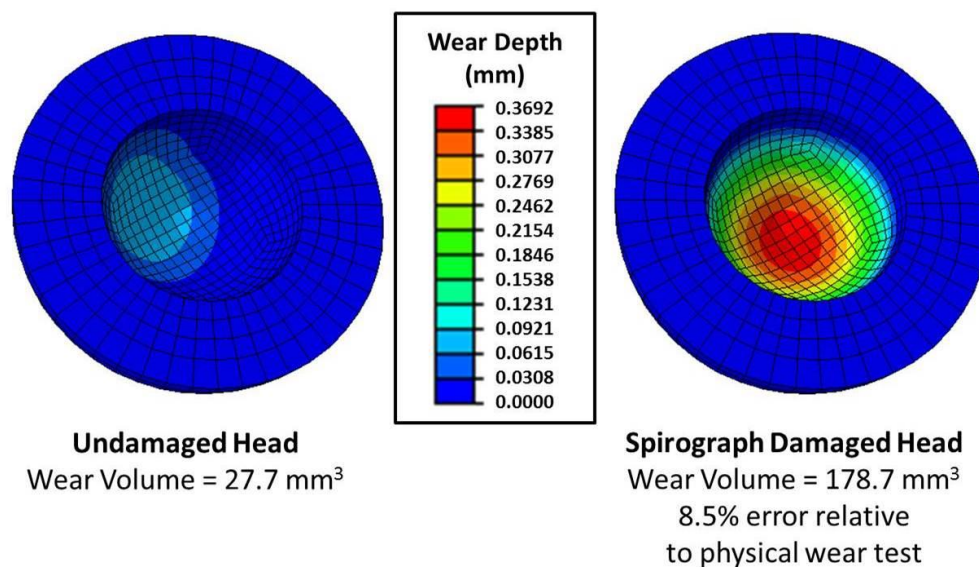 Wear Depth
(mm)
0.3692
0.3385
0.3077
0.2769
0.2462
0.2154
0.1846
0.1538
0.1231
0.0921
0.0615
0.0308
0.0000
Undamaged Head
Wear Volume = 27.7 mm³
Spirograph Damaged Head
Wear Volume = 178.7 mm³
8.5% error relative
to physical wear test